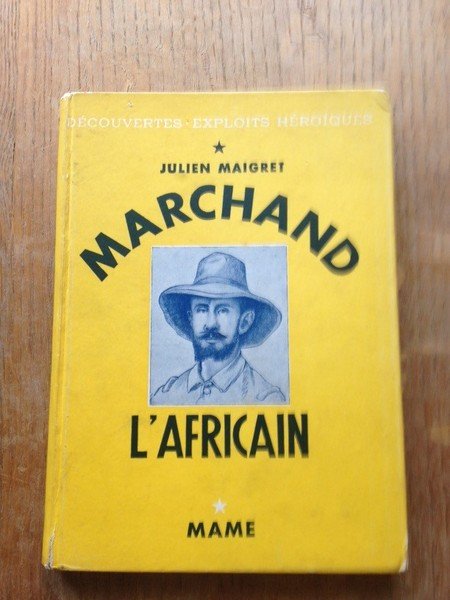 DÉCOUVERTES · EXPLOITS HÉROÏQUES
JULIEN MAIGRET
MARCHAND
L'AFRICAIN
MAME